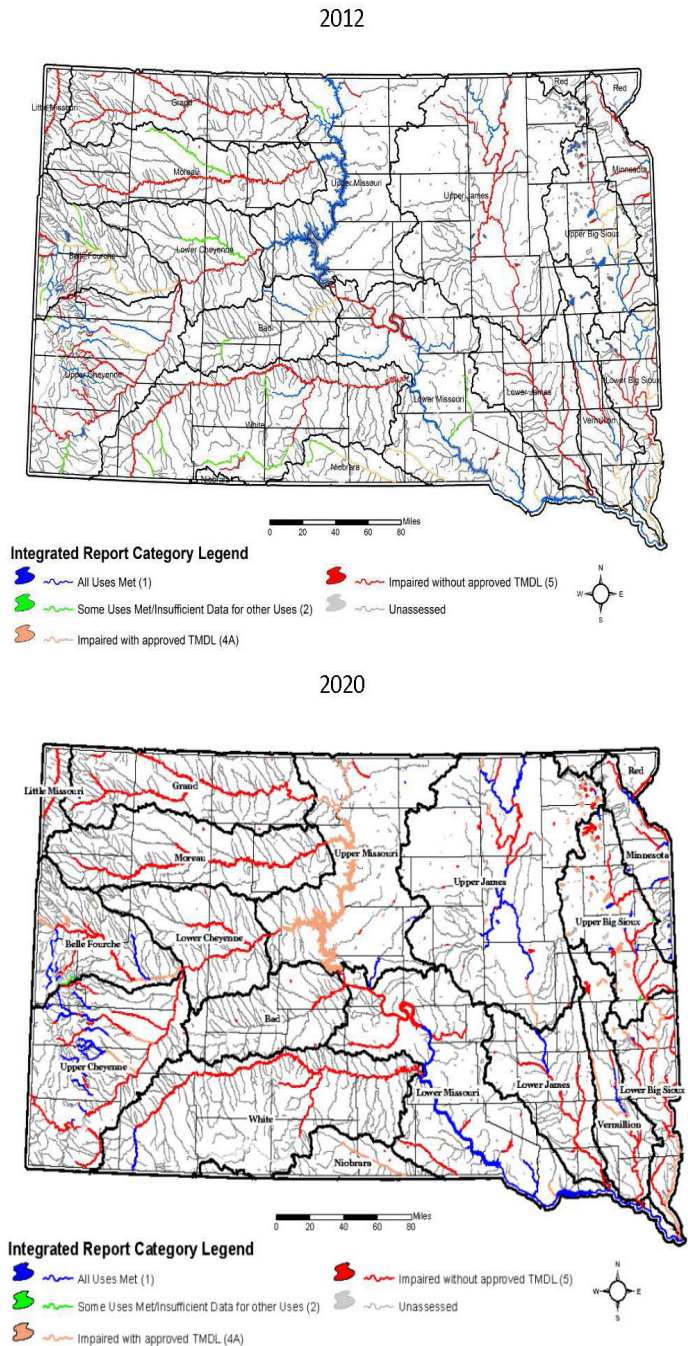 2012
Red
Red
Little Missouri
Grand
Minnesota
Moreau
Upper Missouri
Upper James
Upper Big Sioux
Lower Cheyenne
Belle Fourche
Bad
Upper Cheyenne
Lower James
Lower Big Sioux
Lower Missouri
White
Vermillion
Niobrara
Niobrara
Miles
0 20 40 60 80
Integrated Report Category Legend
All Uses Met (1)
Impaired without approved TMDL (5)
Some Uses Met/Insufficient Data for other Uses (2)
Unassessed
Impaired with approved TMDL (4A)
N
W E
S
2020
Red
Little Missouri
Grand
Upper Missouri
Minnesota
Moreau
Upper James
Upper Big Sioux
Belle Fourche
Lower Cheyenne
Bad
Upper Cheyenne
Lower Missouri
Lower James
Lower Big Sioux
White
Vermillion
Niobrara
Miles
0 20 40 60 80
Integrated Report Category Legend
All Uses Met (1)
Impaired without approved TMDL (5)
Some Uses Met/Insufficient Data for other Uses (2)
Unassessed
Impaired with approved TMDL (4A)
N
W E
S